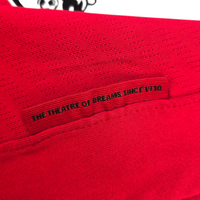 THE THEATRE OF DREAMS SINCE 1910